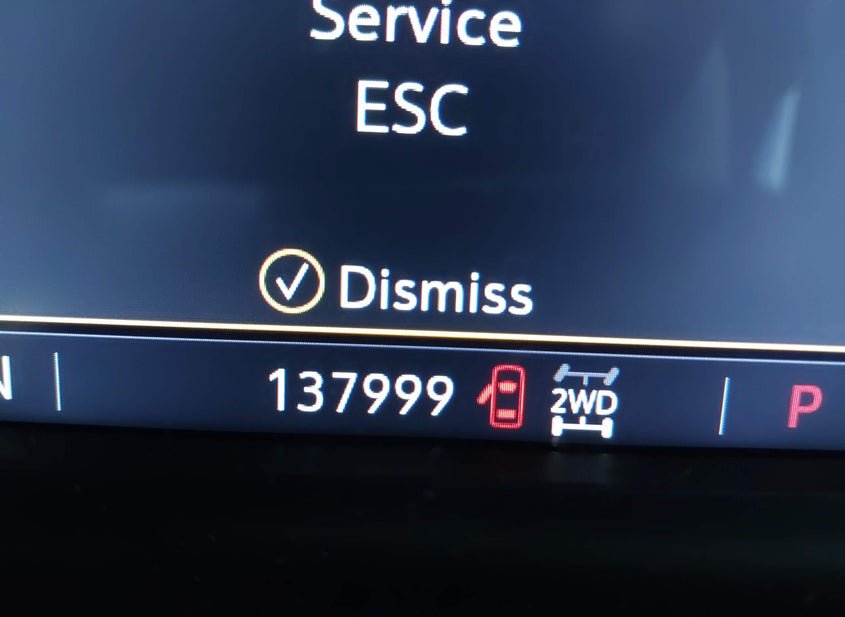 Service
ESC
Dismiss
N 137999 2WD P